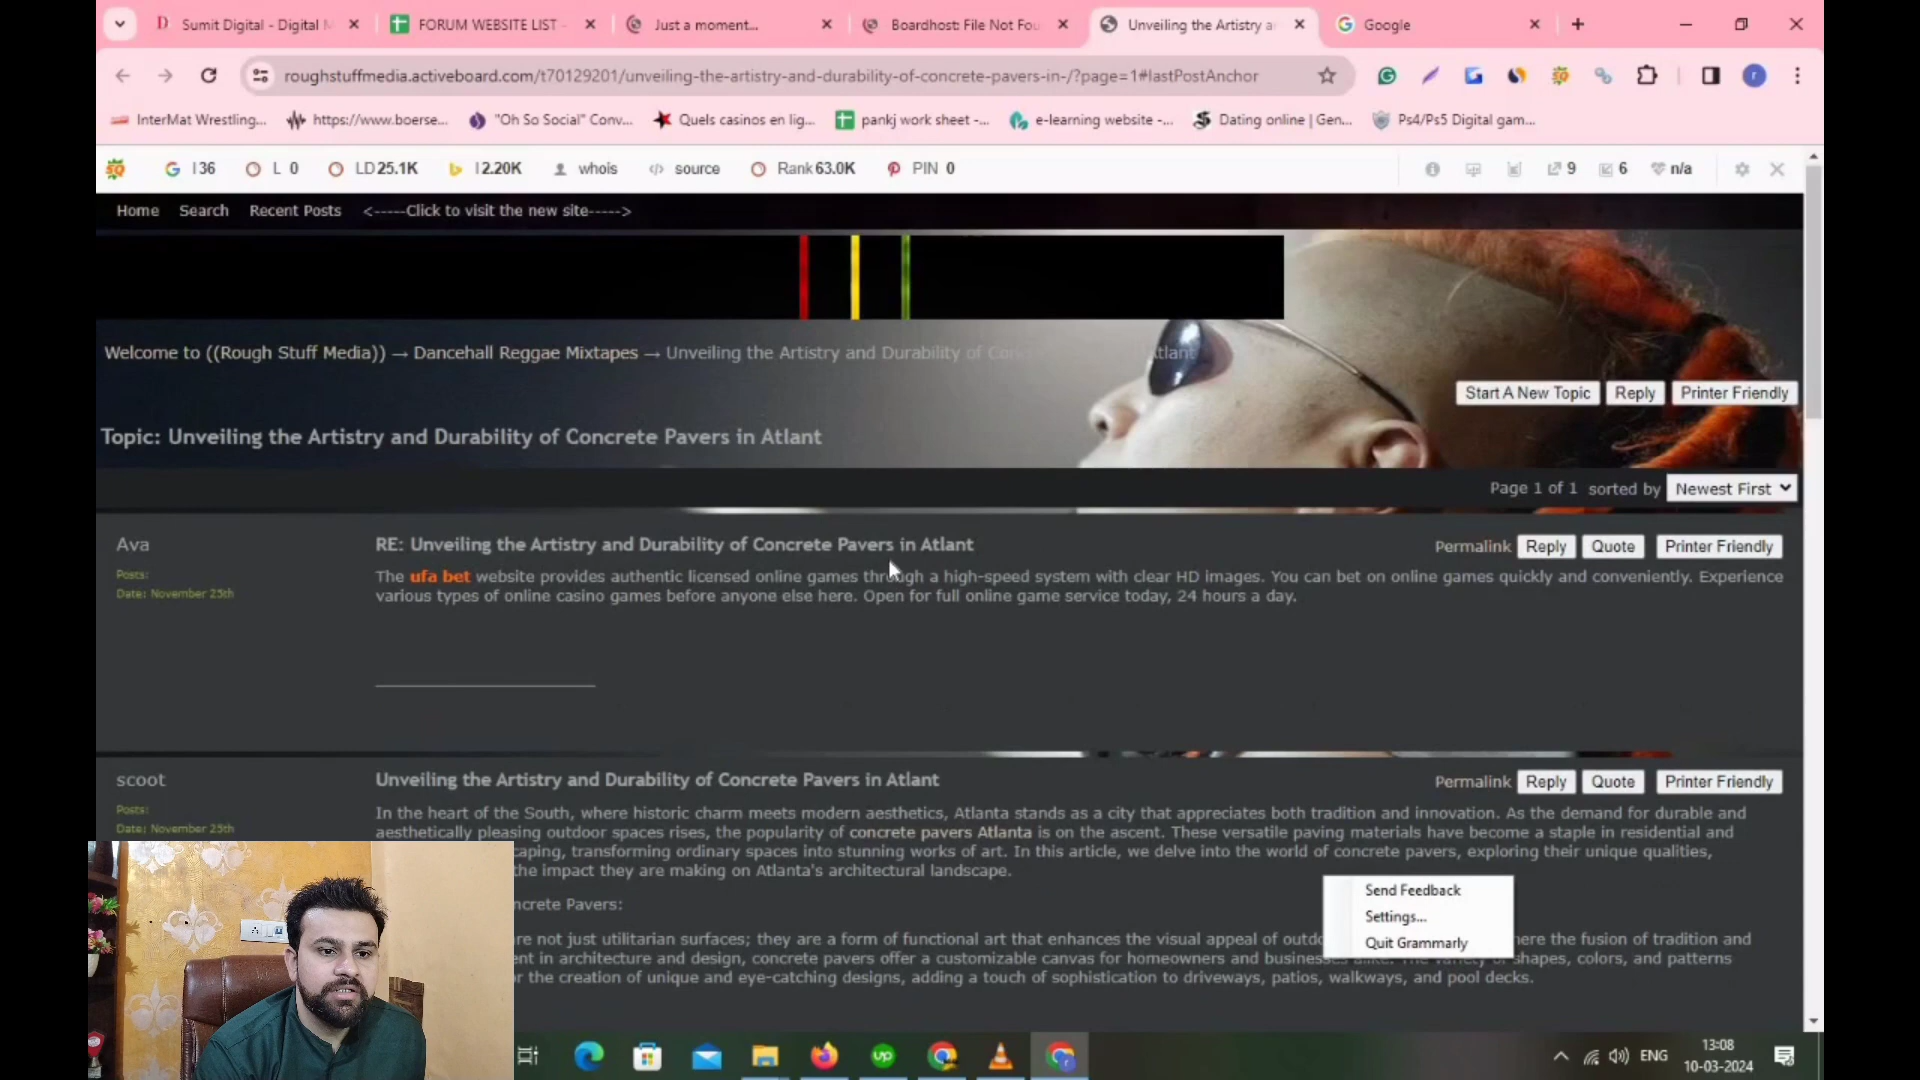 Sumit Digital - Digital M
FORUM WEBSITE LIST -
Just a moment...
Boardhost: File Not Fou
Unveiling the Artistry a
Google
roughstuffmedia.activeboard.com/t70129201/unveiling-the-artistry-and-durability-of-concrete-pavers-in-/?page=1#lastPostAnchor
InterMat Wrestling...
https://www.boerse...
"Oh So Social" Conv...
Quels casinos en lig...
pankj work sheet -...
e-learning website -...
Dating online | Gen...
Ps4/Ps5 Digital gam...
I 36
L 0
LD 25.1K
I 2.20K
whois
source
Rank 63.0K
PIN 0
9
6
n/a
Home Search Recent Posts <-----Click to visit the new site----->
Welcome to ((Rough Stuff Media)) → Dancehall Reggae Mixtapes → Unveiling the Artistry and Durability of Concrete Pavers in Atlant
Start A New Topic Reply Printer Friendly
Topic: Unveiling the Artistry and Durability of Concrete Pavers in Atlant
Page 1 of 1 sorted by Newest First
Ava
Posts:
Date: November 25th
RE: Unveiling the Artistry and Durability of Concrete Pavers in Atlant
Permalink Reply Quote Printer Friendly
The ufa bet website provides authentic licensed online games through a high-speed system with clear HD images. You can bet on online games quickly and conveniently. Experience
various types of online casino games before anyone else here. Open for full online game service today, 24 hours a day.
scoot
Posts:
Date: November 25th
Unveiling the Artistry and Durability of Concrete Pavers in Atlant
Permalink Reply Quote Printer Friendly
In the heart of the South, where historic charm meets modern aesthetics, Atlanta stands as a city that appreciates both tradition and innovation. As the demand for durable and
aesthetically pleasing outdoor spaces rises, the popularity of concrete pavers Atlanta is on the ascent. These versatile paving materials have become a staple in residential and
caping, transforming ordinary spaces into stunning works of art. In this article, we delve into the world of concrete pavers, exploring their unique qualities,
the impact they are making on Atlanta's architectural landscape.
ncrete Pavers:
re not just utilitarian surfaces; they are a form of functional art that enhances the visual appeal of outdo
here the fusion of tradition and
ent in architecture and design, concrete pavers offer a customizable canvas for homeowners and businesses alike. The variety of shapes, colors, and patterns
r the creation of unique and eye-catching designs, adding a touch of sophistication to driveways, patios, walkways, and pool decks.
Send Feedback
Settings...
Quit Grammarly
ENG
13:08
10-03-2024